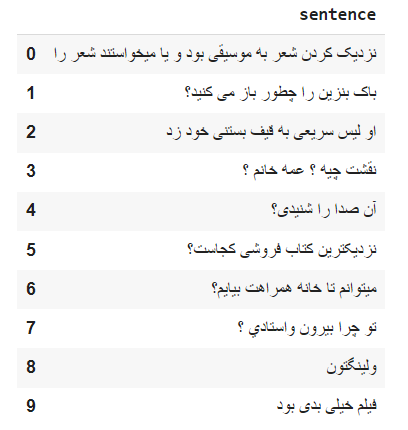 sentence
0 نزدیک کردن شعر به موسیقی بود و یا میخواستند شعر را
1 باک بنزین را چطور باز می کنید؟
2 او لیس سریعی به قیف بستنی خود زد
3 نقشت چیه ؟ عمه خانم ؟
4 آن صدا را شنیدی؟
5 نزدیکترین کتاب فروشی کجاست؟
6 میتوانم تا خانه همراهت بیایم؟
7 تو چرا بیرون واستادي ؟
8 ولینگتون
9 فیلم خیلی بدی بود